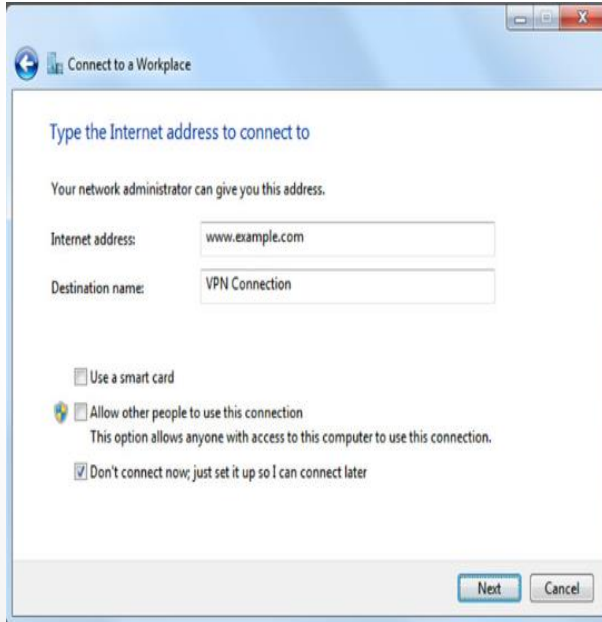 Connect to a Workplace
Type the Internet address to connect to
Your network administrator can give you this address.
Internet address: www.example.com
Destination name: VPN Connection
Use a smart card
Allow other people to use this connection
This option allows anyone with access to this computer to use this connection.
Don't connect now; just set it up so I can connect later
Next Cancel